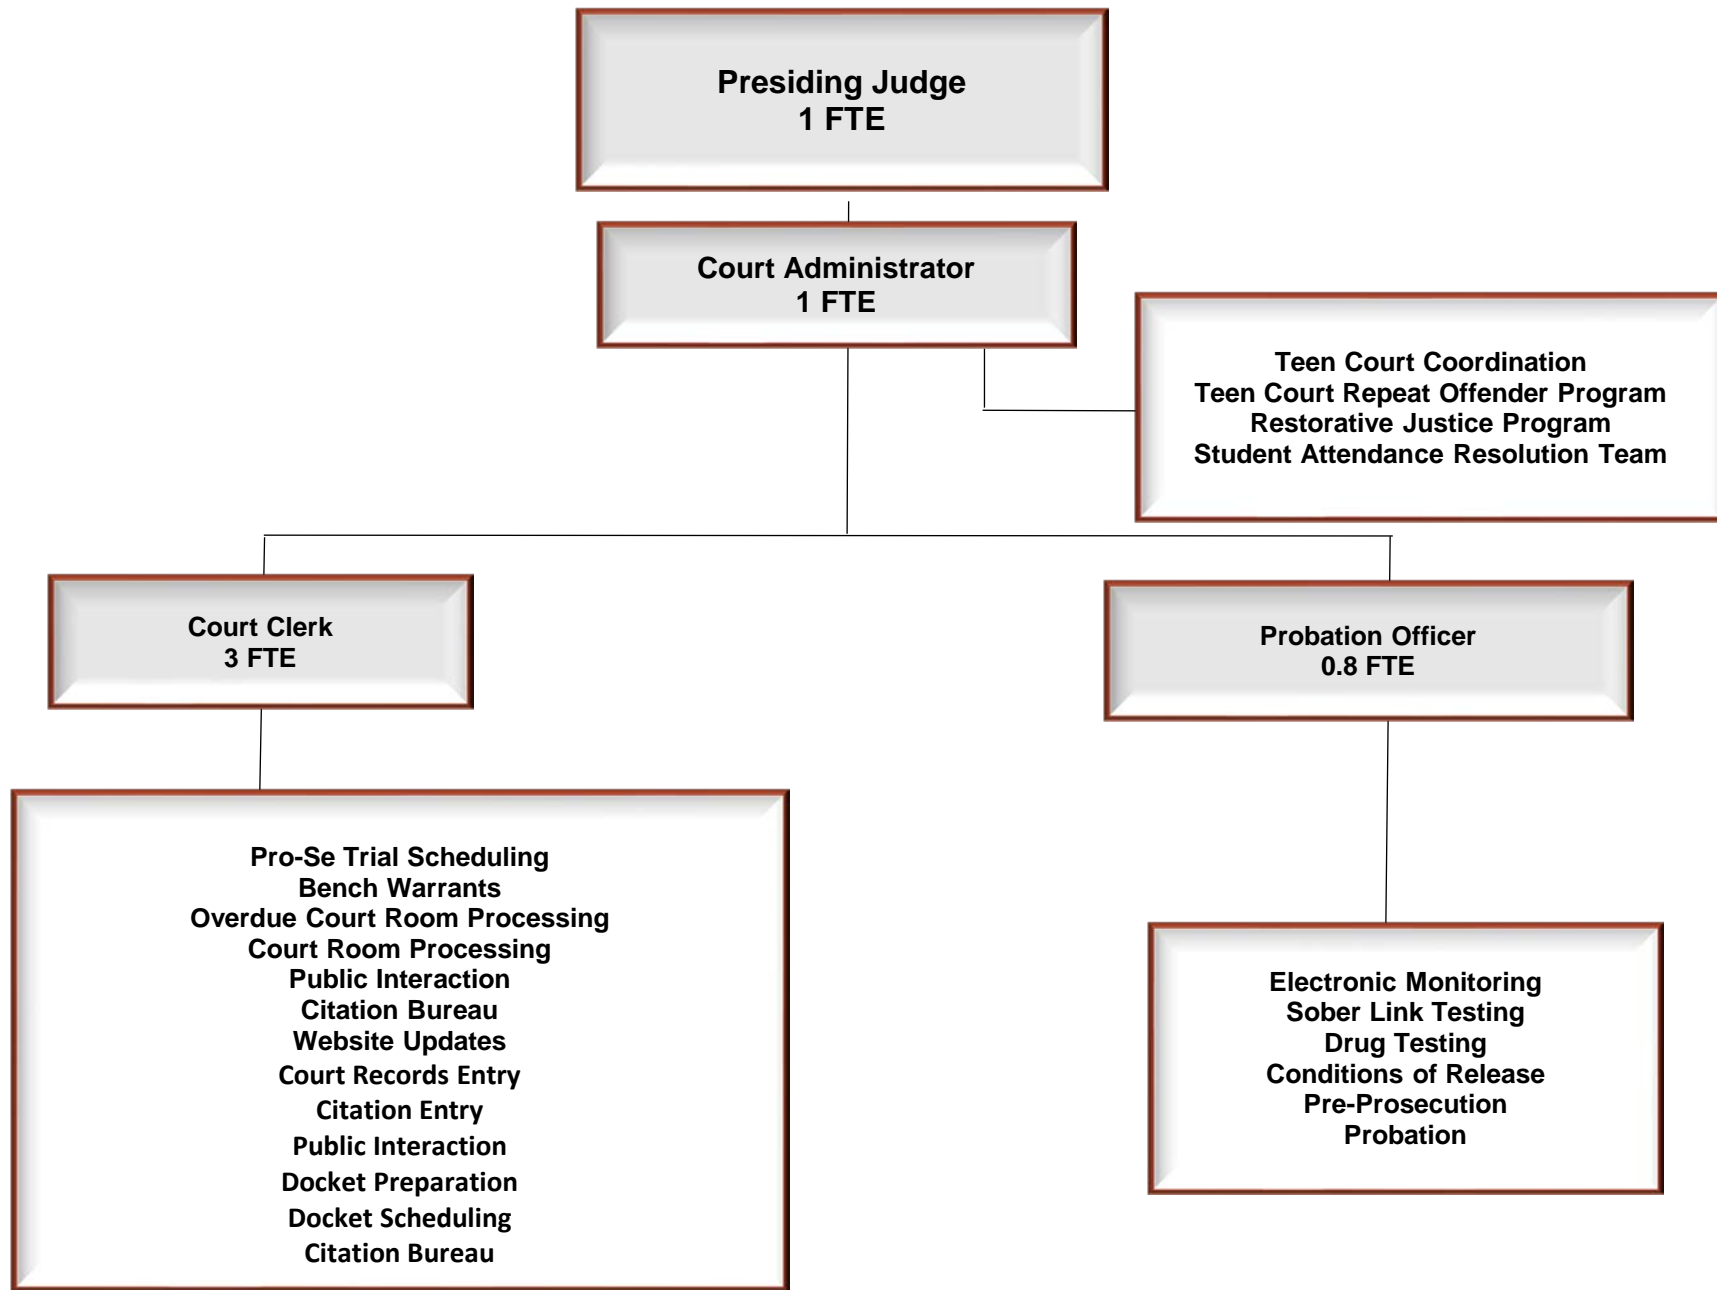 Presiding Judge
1 FTE
Court Administrator
1 FTE
Teen Court Coordination
Teen Court Repeat Offender Program
Restorative Justice Program
Student Attendance Resolution Team
Court Clerk
3 FTE
Probation Officer
0.8 FTE
Pro-Se Trial Scheduling
Bench Warrants
Overdue Court Room Processing
Court Room Processing
Public Interaction
Citation Bureau
Website Updates
Court Records Entry
Citation Entry
Public Interaction
Docket Preparation
Docket Scheduling
Citation Bureau
Electronic Monitoring
Sober Link Testing
Drug Testing
Conditions of Release
Pre-Prosecution
Probation